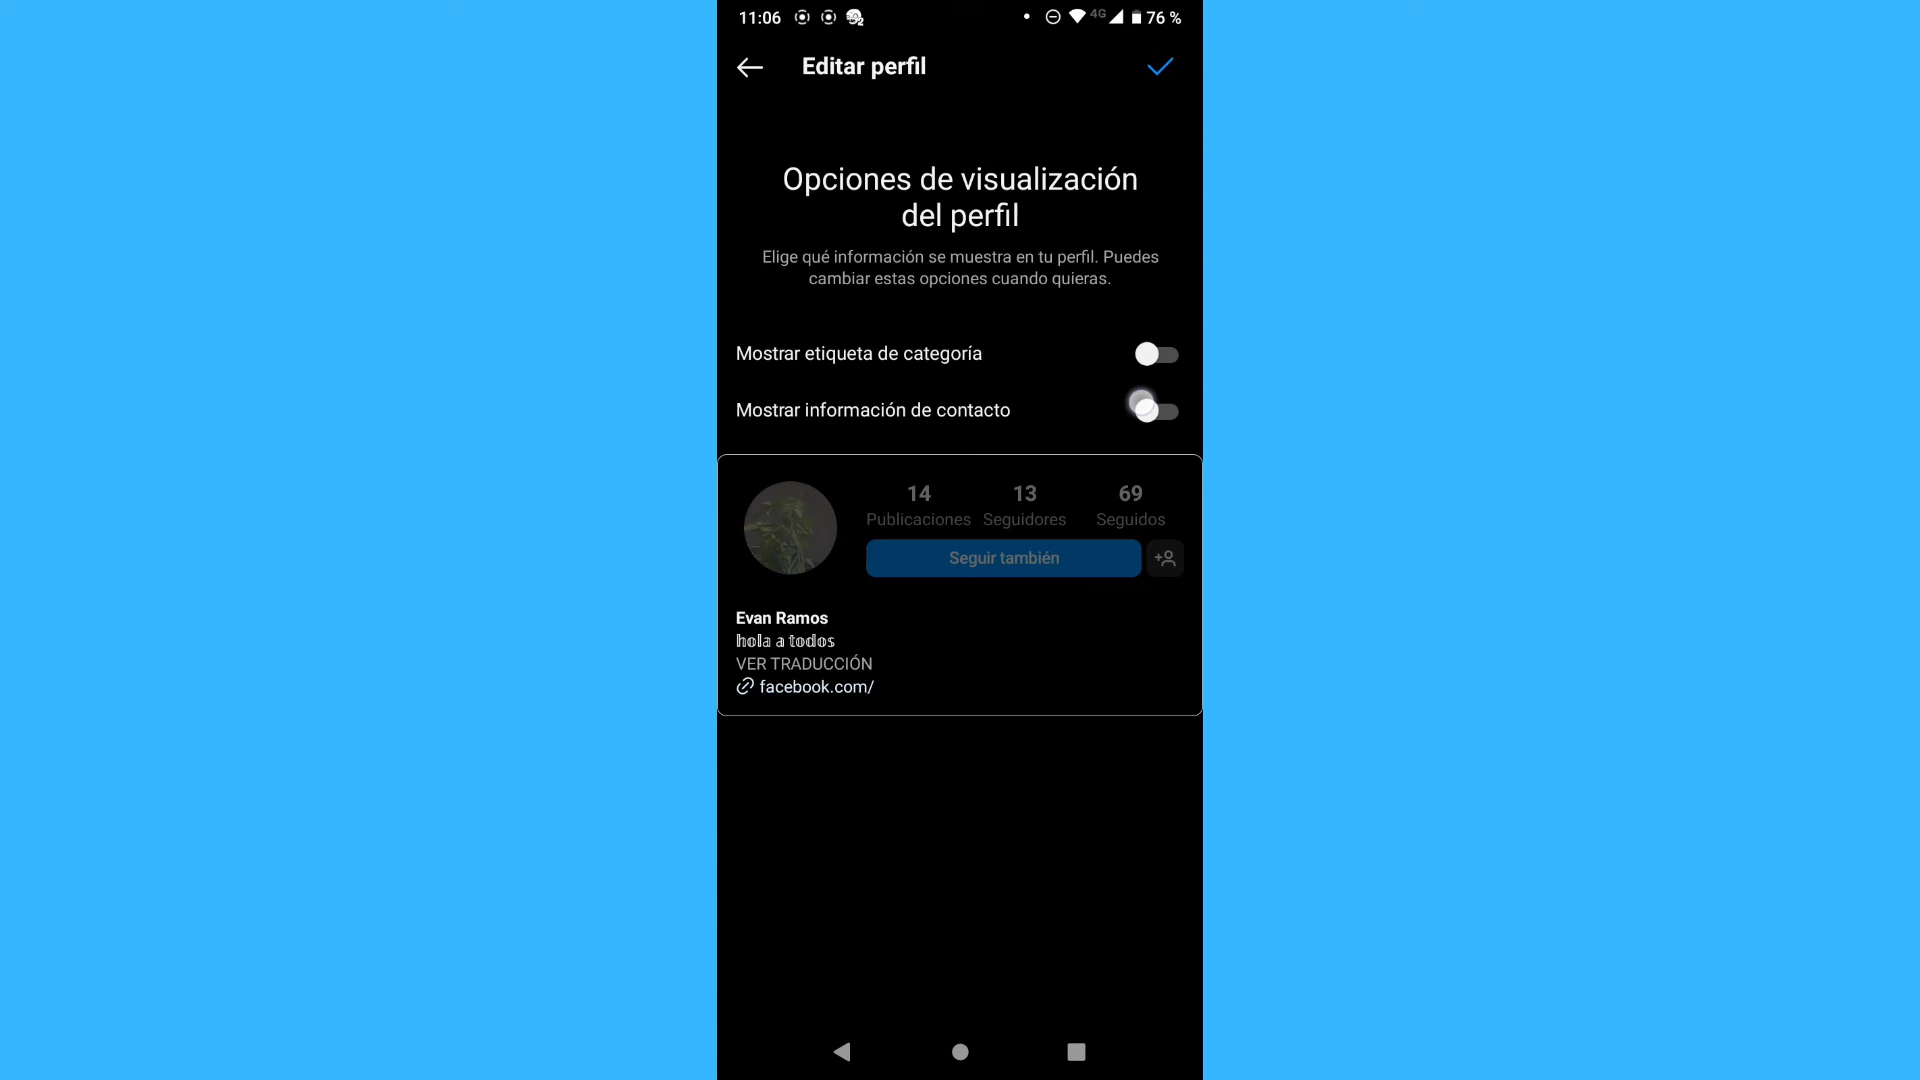 11:06 4G 76 %
Editar perfil
Opciones de visualización
del perfil
Elige qué información se muestra en tu perfil. Puedes
cambiar estas opciones cuando quieras.
Mostrar etiqueta de categoría
Mostrar información de contacto
14 13 69
Publicaciones Seguidores Seguidos
Seguir también
Evan Ramos
𝕙𝕠𝕝𝕒 𝕒 𝕥𝕠𝕕𝕠𝕤
VER TRADUCCIÓN
facebook.com/